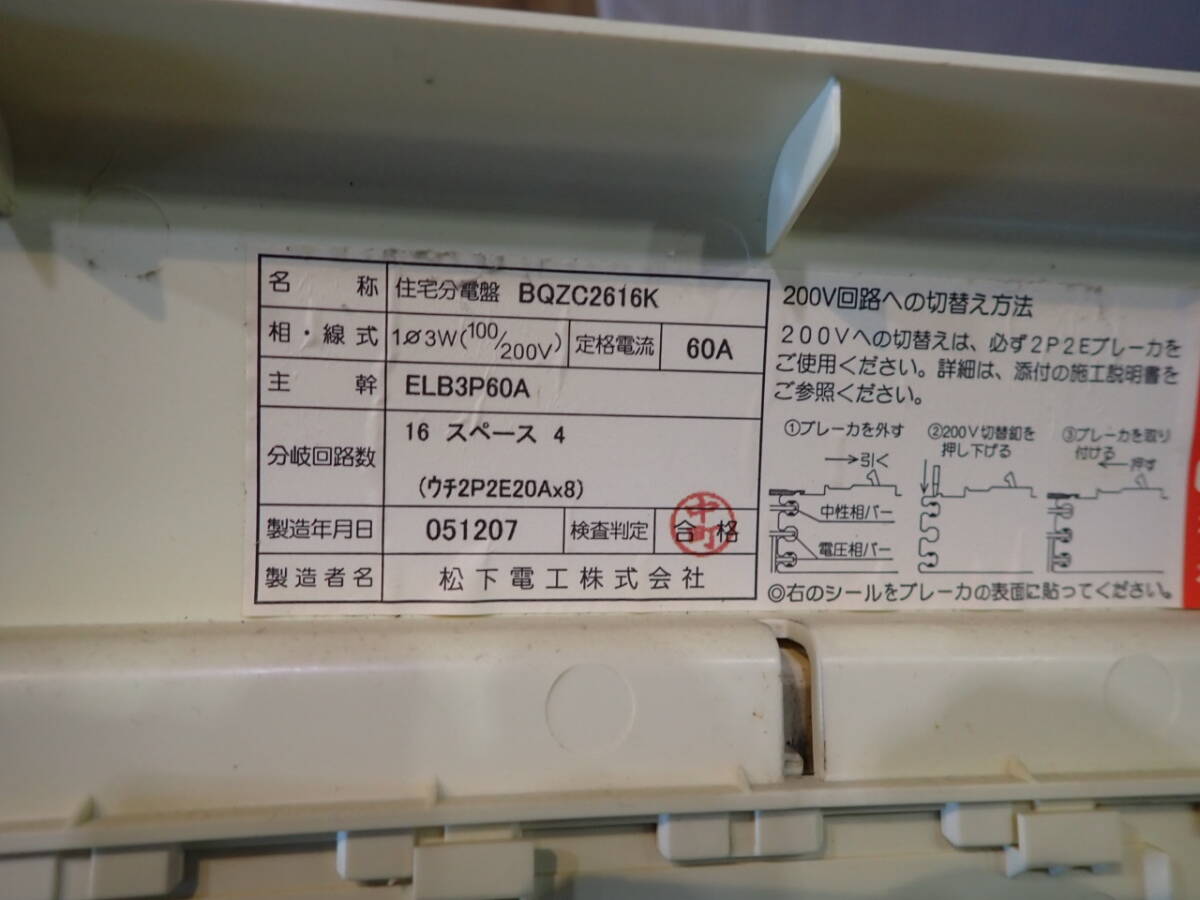 名称 住宅分電盤 BQZC2616K
相・線式 1Ø3W(100/200V) 定格電流 60A
主幹 ELB3P60A
分岐回路数 16 スペース 4
(ウチ2P2E20Ax8)
製造年月日 051207 検査判定 合格 中町
製造者名 松下電工株式会社
200V回路への切替え方法
200Vへの切替えは、必ず2P2Eブレーカを
ご使用ください。詳細は、添付の施工説明書を
ご参照ください。
①ブレーカを外す
→引く
中性相バー
電圧相バー
②200V切替釦を
押し下げる
③ブレーカを取り
付ける
←押す
◎右のシールをブレーカの表面に貼ってください。